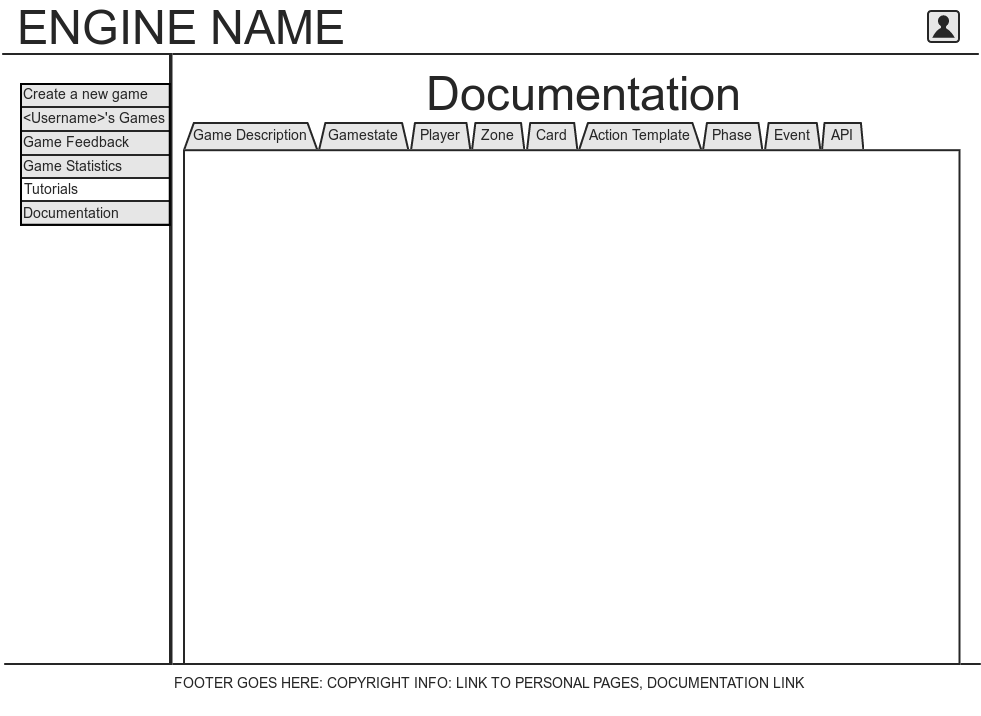 ENGINE NAME
Create a new game
<Username>'s Games
Game Feedback
Game Statistics
Tutorials
Documentation
Documentation
Game Description Gamestate Player Zone Card Action Template Phase Event API
FOOTER GOES HERE: COPYRIGHT INFO: LINK TO PERSONAL PAGES, DOCUMENTATION LINK